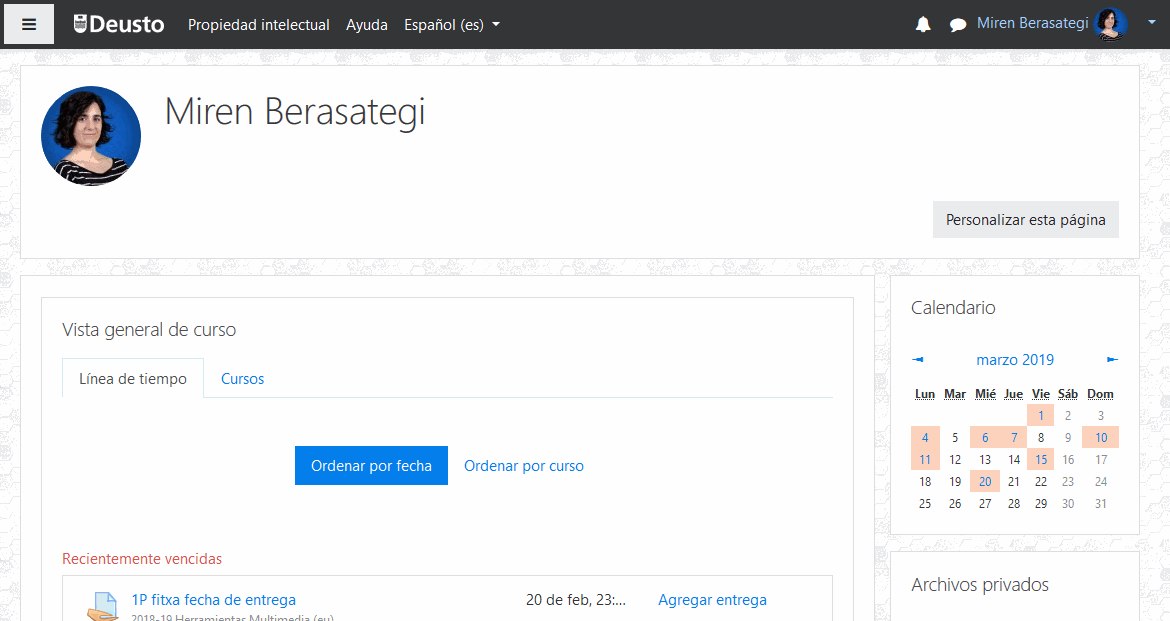 Deusto Propiedad intelectual Ayuda Español (es) Miren Berasategi
Miren Berasategi
Personalizar esta página
Vista general de curso
Línea de tiempo Cursos
Ordenar por fecha Ordenar por curso
Recientemente vencidas
1P fitxa fecha de entrega 20 de feb, 23:... Agregar entrega
2018-19 Herramientas Multimedia (eu)
Calendario
◄ marzo 2019 ►
Lun Mar Mié Jue Vie Sáb Dom
1 2 3
4 5 6 7 8 9 10
11 12 13 14 15 16 17
18 19 20 21 22 23 24
25 26 27 28 29 30 31
Archivos privados